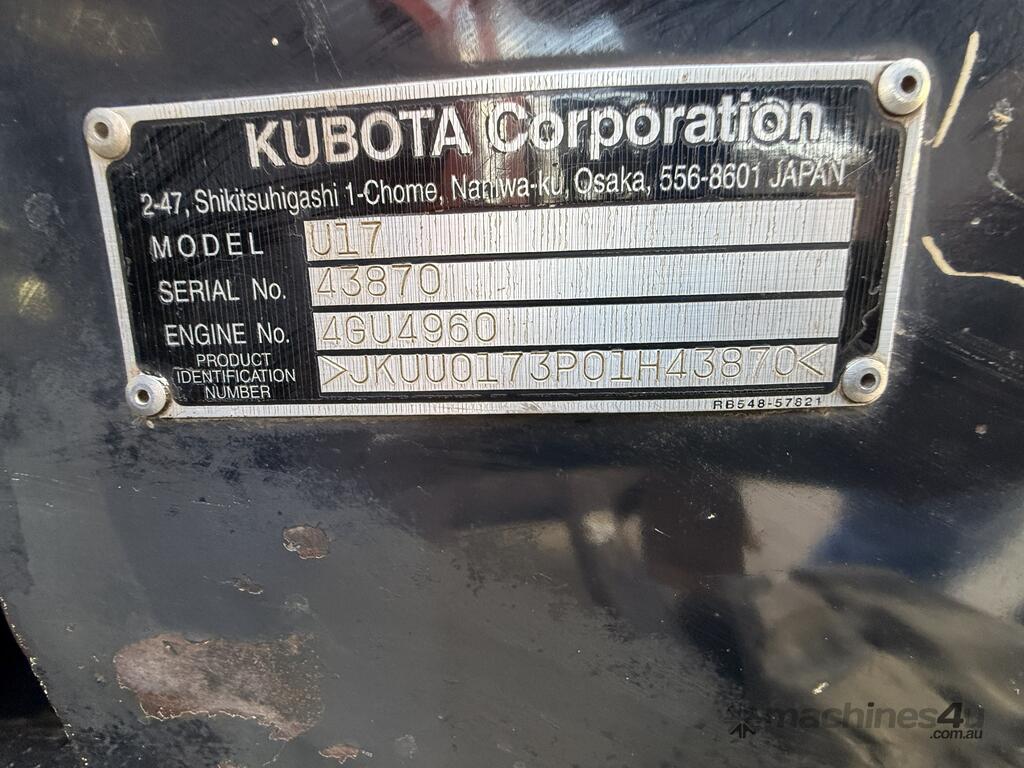 KUBOTA Corporation
2-47, Shikitsuhigashi 1-Chome, Naniwa-ku, Osaka, 556-8601 JAPAN
MODEL U17
SERIAL No. 43870
ENGINE No. 4GU4960
PRODUCT
IDENTIFICATION
NUMBER
>JKUU0173P01H43870<
RB548-57821
machines4u
.com.au